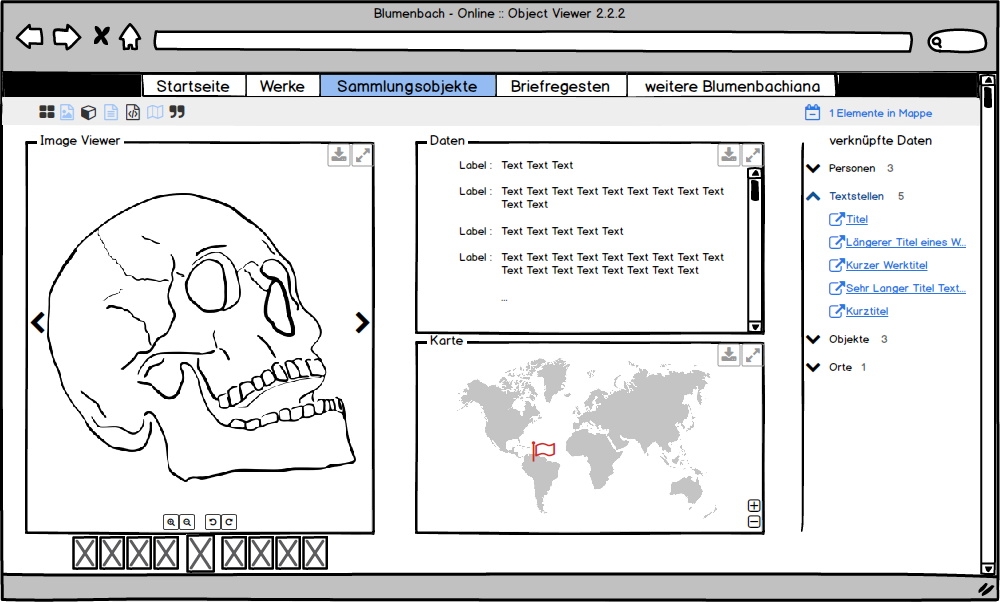 Blumenbach - Online :: Object Viewer 2.2.2
Startseite
Werke
Sammlungsobjekte
Briefregesten
weitere Blumenbachiana
1 Elemente in Mappe
Image Viewer
Daten
Label : Text Text Text
Label : Text Text Text Text Text Text Text Text Text
Text Text
Label : Text Text Text Text Text
Label : Text Text Text Text Text Text Text Text Text
Text Text Text Text Text Text Text Text
...
Karte
verknüpfte Daten
Personen 3
Textstellen 5
Titel
Längerer Titel eines W...
Kurzer Werktitel
Sehr Langer Titel Text...
Kurztitel
Objekte 3
Orte 1